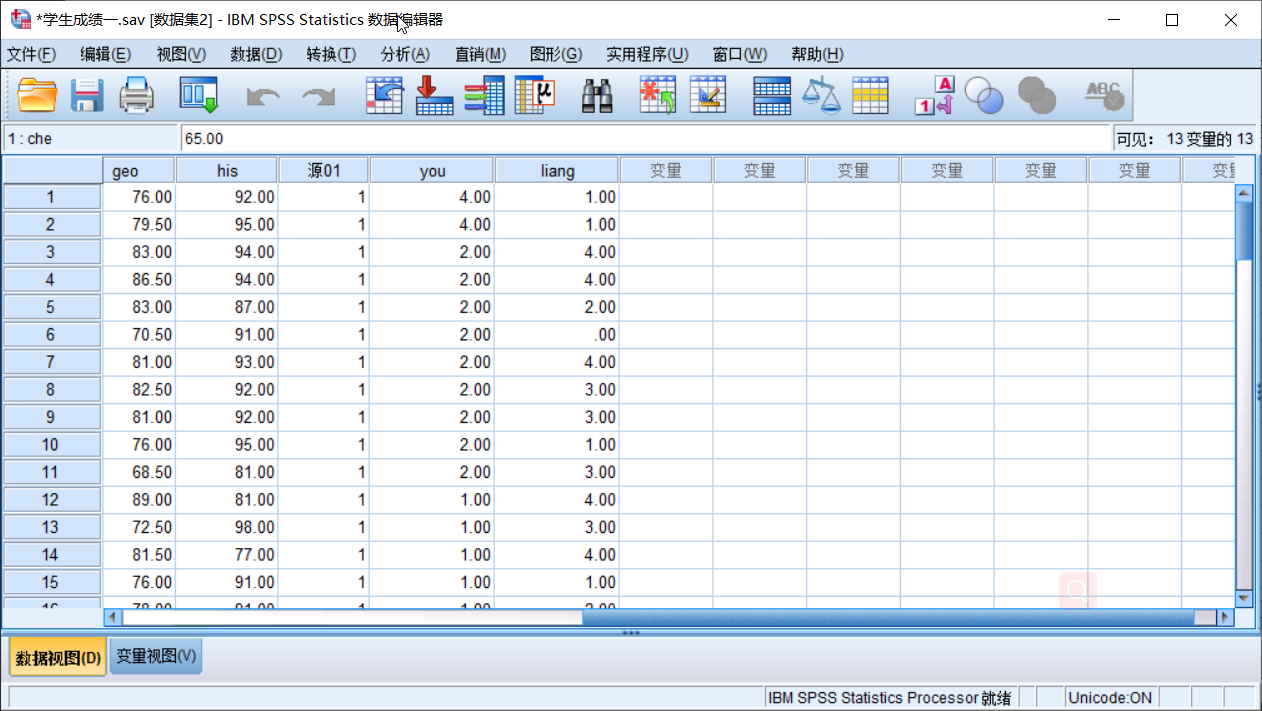 *学生成绩一.sav [数据集2] - IBM SPSS Statistics 数据编辑器
文件(F) 编辑(E) 视图(V) 数据(D) 转换(T) 分析(A) 直销(M) 图形(G) 实用程序(U) 窗口(W) 帮助(H)
1 : che 65.00 可见: 13 变量的 13
geo his 源01 you liang 变量 变量 变量 变量 变量 变量
1 76.00 92.00 1 4.00 1.00
2 79.50 95.00 1 4.00 1.00
3 83.00 94.00 1 2.00 4.00
4 86.50 94.00 1 2.00 4.00
5 83.00 87.00 1 2.00 2.00
6 70.50 91.00 1 2.00 .00
7 81.00 93.00 1 2.00 4.00
8 82.50 92.00 1 2.00 3.00
9 81.00 92.00 1 2.00 3.00
10 76.00 95.00 1 2.00 1.00
11 68.50 81.00 1 2.00 3.00
12 89.00 81.00 1 1.00 4.00
13 72.50 98.00 1 1.00 3.00
14 81.50 77.00 1 1.00 4.00
15 76.00 91.00 1 1.00 1.00
数据视图(D) 变量视图(V)
IBM SPSS Statistics Processor 就绪 Unicode:ON